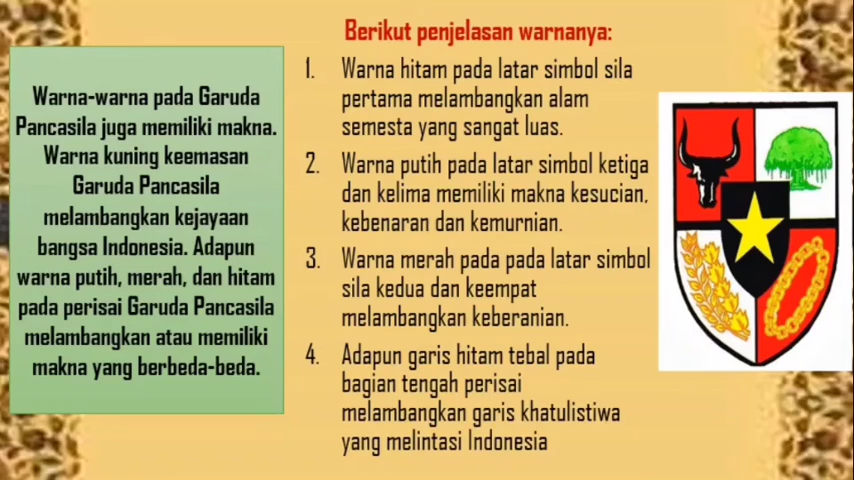 Warna-warna pada Garuda
Pancasila juga memiliki makna.
Warna kuning keemasan
Garuda Pancasila
melambangkan kejayaan
bangsa Indonesia. Adapun
warna putih, merah, dan hitam
pada perisai Garuda Pancasila
melambangkan atau memiliki
makna yang berbeda-beda.
Berikut penjelasan warnanya:
1. Warna hitam pada latar simbol sila
pertama melambangkan alam
semesta yang sangat luas.
2. Warna putih pada latar simbol ketiga
dan kelima memiliki makna kesucian,
kebenaran dan kemurnian.
3. Warna merah pada pada latar simbol
sila kedua dan keempat
melambangkan keberanian.
4. Adapun garis hitam tebal pada
bagian tengah perisai
melambangkan garis khatulistiwa
yang melintasi Indonesia